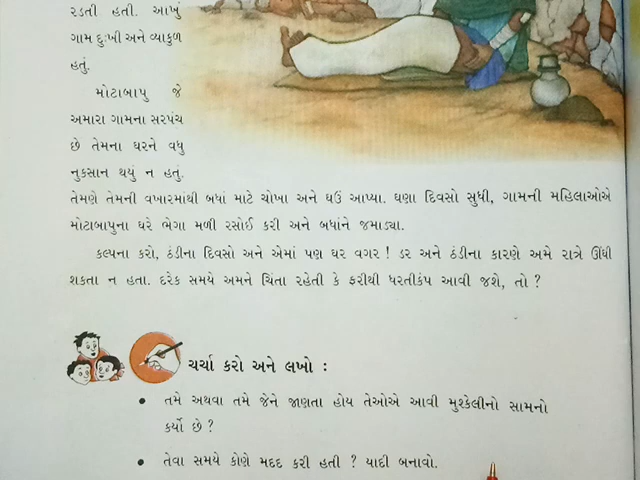 રડતી હતી. આખું
ગામ દુઃખી અને વ્યાકુળ
હતું.
મોટાબાપુ જે
અમારા ગામના સરપંચ
છે તેમના ઘરને વધુ
નુકસાન થયું ન હતું.
તેમણે તેમની વખારમાંથી બધાં માટે ચોખા અને ઘઉં આપ્યા. ઘણા દિવસો સુધી, ગામની મહિલાઓએ
મોટાબાપુના ઘરે ભેગા મળી રસોઈ કરી અને બધાંને જમાડ્યા.
કલ્પના કરો, ઠંડીના દિવસો અને એમાં પણ ઘર વગર ! ડર અને ઠંડીના કારણે અમે રાત્રે ઊંઘી
શકતા ન હતા. દરેક સમયે અમને ચિંતા રહેતી કે ફરીથી ધરતીકંપ આવી જશે, તો ?
ચર્ચા કરો અને લખો :
• તમે અથવા તમે જેને જાણતા હોય તેઓએ આવી મુશ્કેલીનો સામનો
કર્યો છે ?
• તેવા સમયે કોણે મદદ કરી હતી ? યાદી બનાવો.